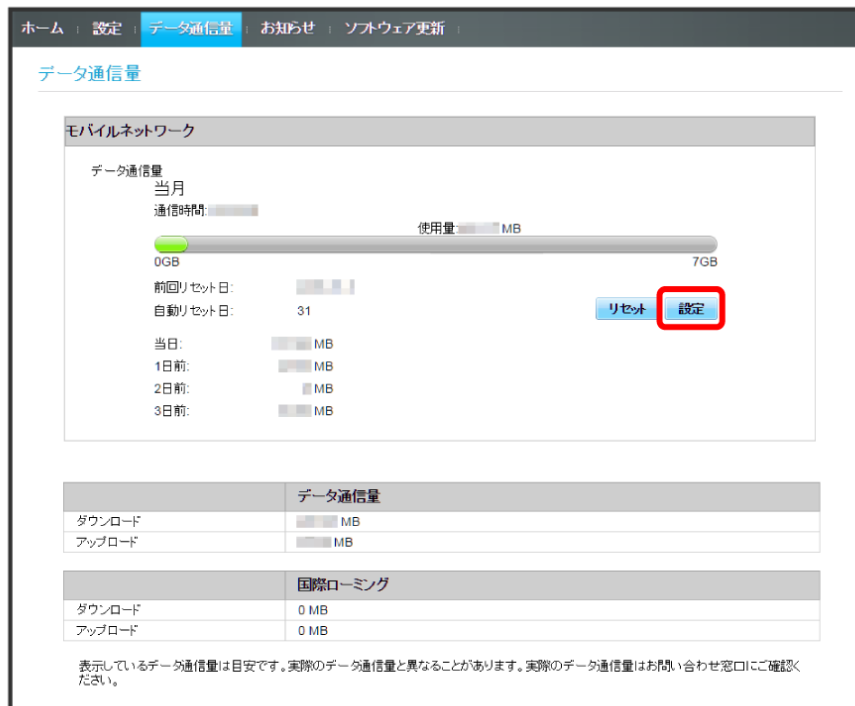 ホーム 設定 データ通信量 お知らせ ソフトウェア更新
データ通信量
モバイルネットワーク
データ通信量
当月
通信時間:
使用量: MB
0GB 7GB
前回リセット日:
自動リセット日: 31 リセット 設定
当日: MB
1日前: MB
2日前: MB
3日前: MB
データ通信量
ダウンロード MB
アップロード MB
国際ローミング
ダウンロード 0 MB
アップロード 0 MB
表示しているデータ通信量は目安です。実際のデータ通信量と異なることがあります。実際のデータ通信量はお問い合わせ窓口にご確認く
ださい。